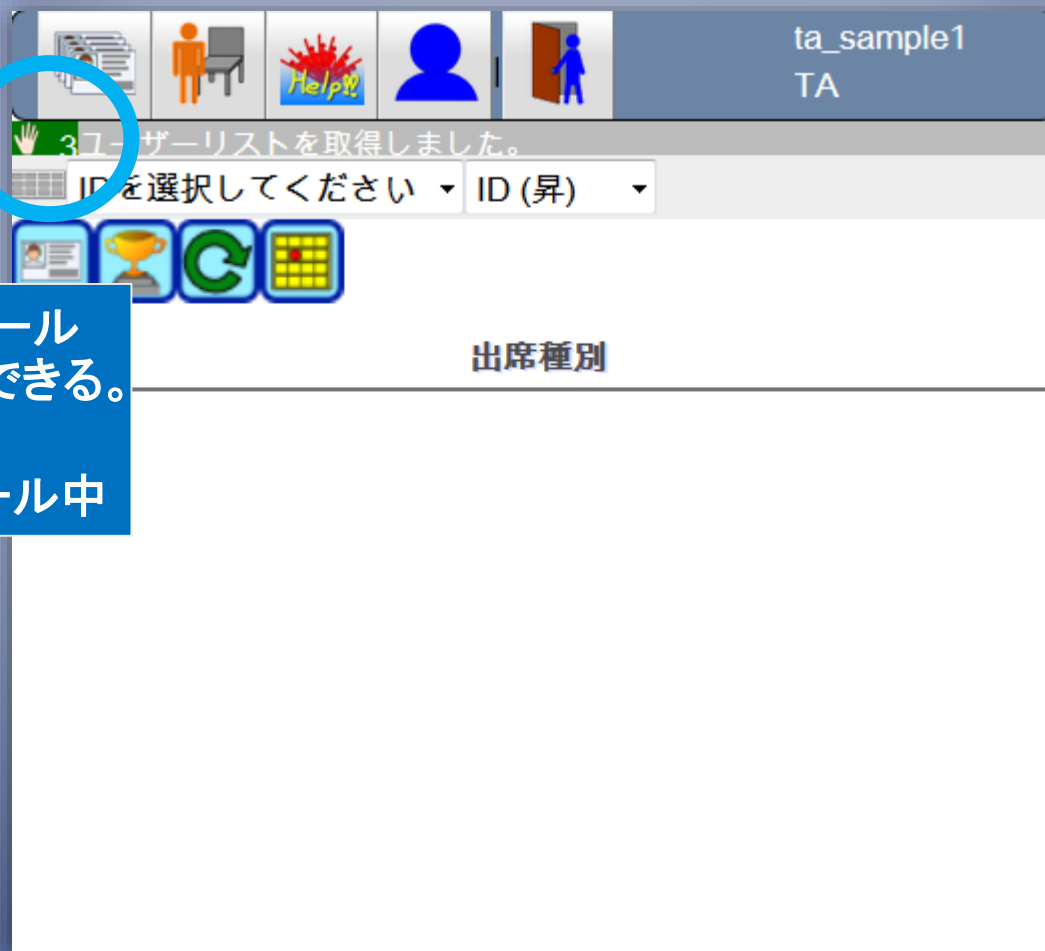 ta_sample1
TA
Help!!
3ユーザーリストを取得しました。
IDを選択してください ID (昇)
ール
できる。
出席種別
ール中